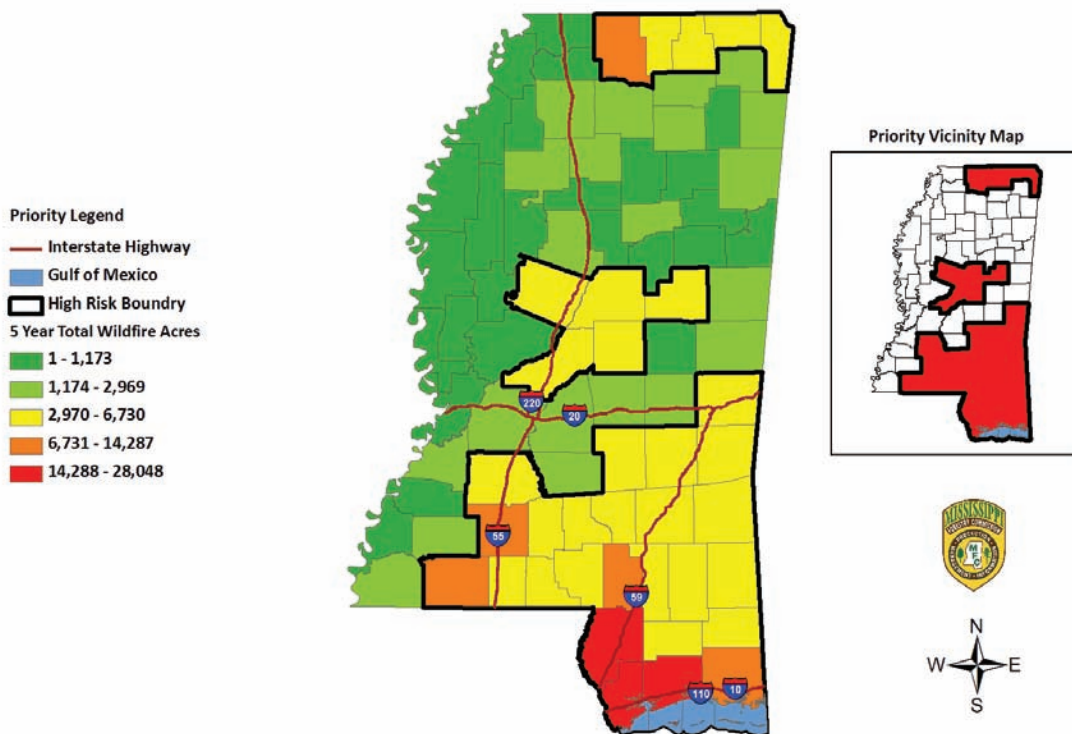 Priority Legend
Interstate Highway
Gulf of Mexico
High Risk Boundry
5 Year Total Wildfire Acres
1 - 1,173
1,174 - 2,969
2,970 - 6,730
6,731 - 14,287
14,288 - 28,048
220
20
55
59
110
10
Priority Vicinity Map
MISSISSIPPI
MFC
N
W
E
S